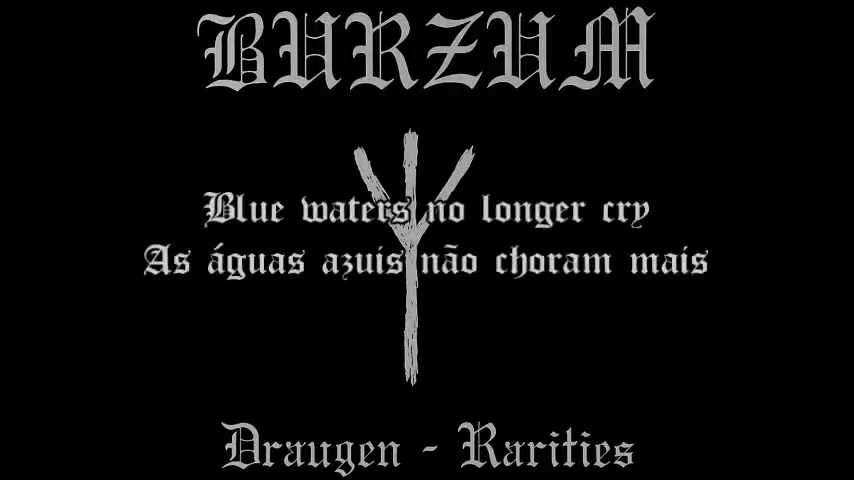 BURZUM
Blue waters no longer cry
As águas azuis não choram mais
Draugen - Rarities